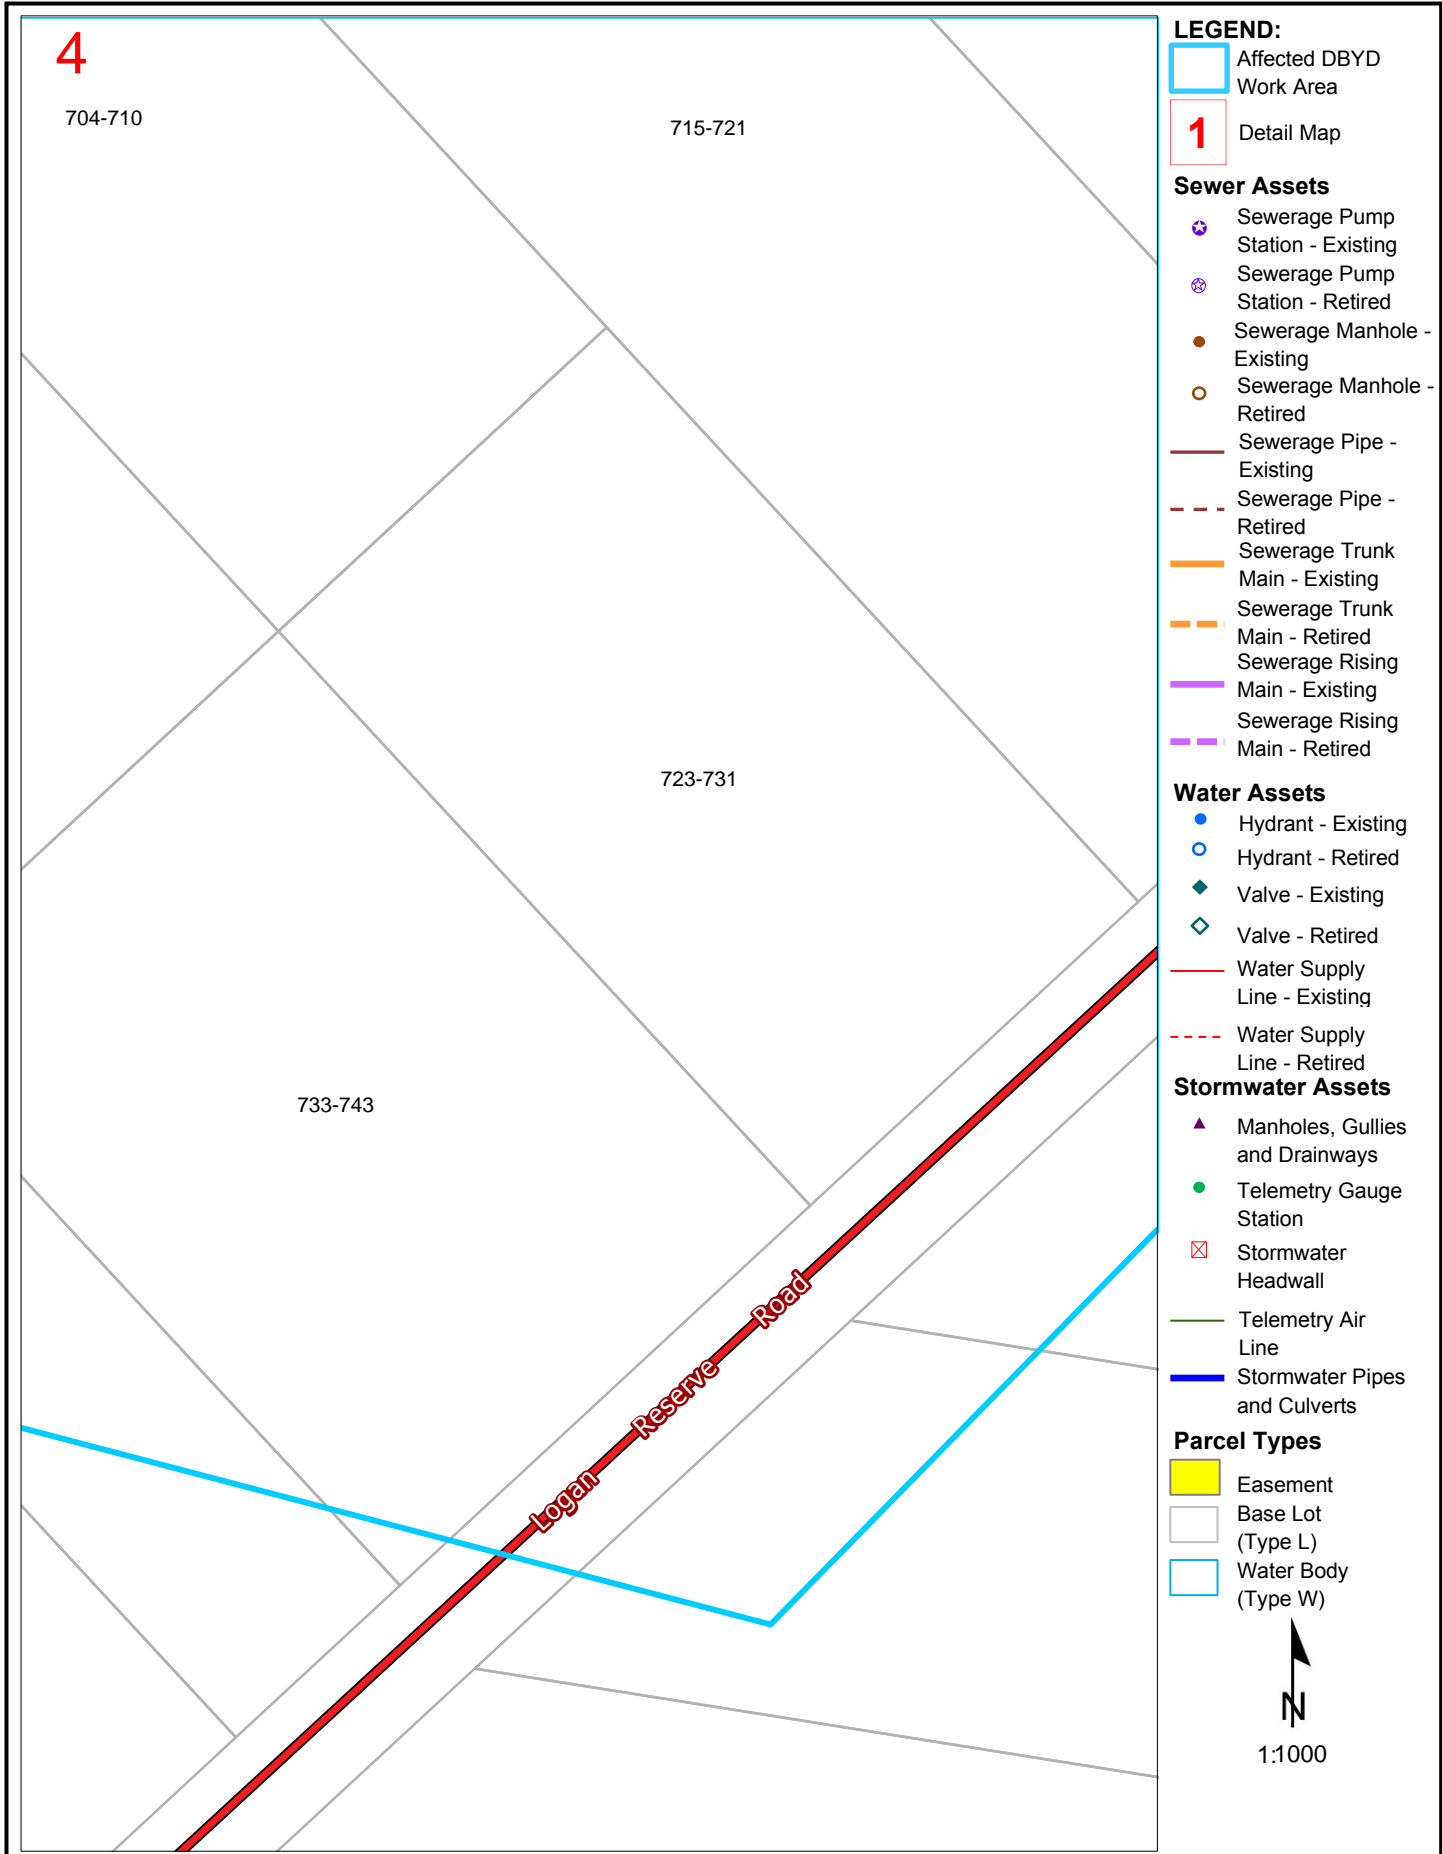 4
704-710
715-721
723-731
733-743
Logan Reserve Road
LEGEND:
Affected DBYD
Work Area
1
Detail Map
Sewer Assets
Sewerage Pump
Station - Existing
Sewerage Pump
Station - Retired
Sewerage Manhole -
Existing
Sewerage Manhole -
Retired
Sewerage Pipe -
Existing
Sewerage Pipe -
Retired
Sewerage Trunk
Main - Existing
Sewerage Trunk
Main - Retired
Sewerage Rising
Main - Existing
Sewerage Rising
Main - Retired
Water Assets
Hydrant - Existing
Hydrant - Retired
Valve - Existing
Valve - Retired
Water Supply
Line - Existing
Water Supply
Line - Retired
Stormwater Assets
Manholes, Gullies
and Drainways
Telemetry Gauge
Station
Stormwater
Headwall
Telemetry Air
Line
Stormwater Pipes
and Culverts
Parcel Types
Easement
Base Lot
(Type L)
Water Body
(Type W)
N
1:1000